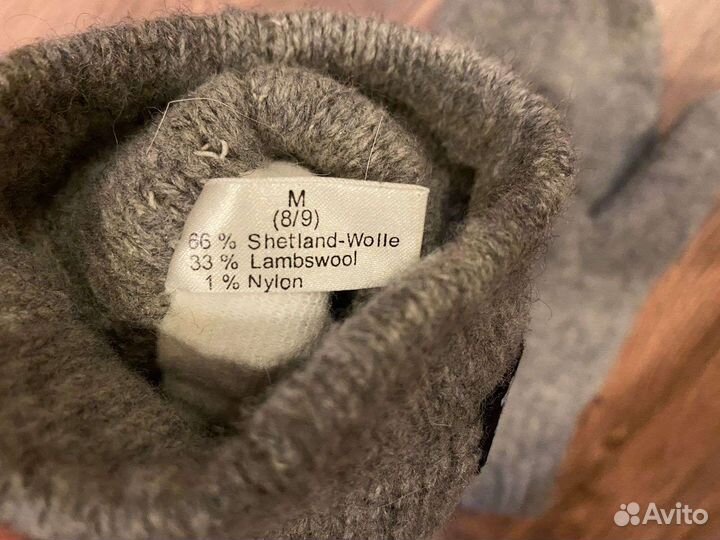 M
(8/9)
66 % Shetland-Wolle
33 % Lambswool
1 % Nylon
Avito